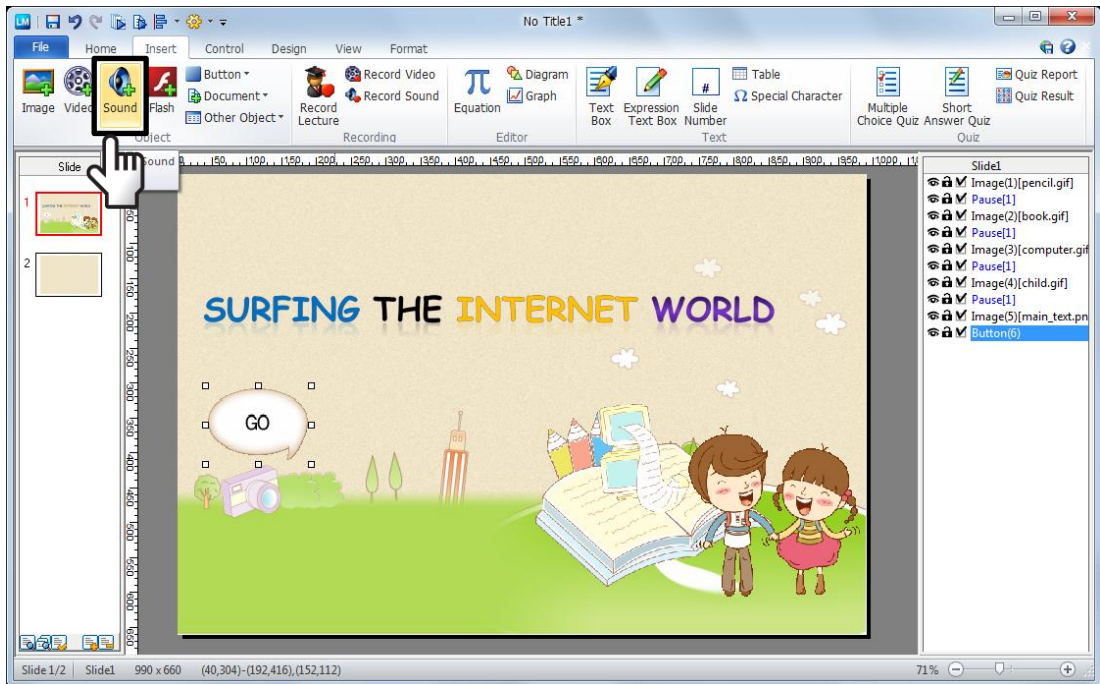 LM
No Title1 *
File Home Insert Control Design View Format
Image
Video
Sound
Flash
Button
Document
Other Object
Object
Record Lecture
Record Video
Record Sound
Recording
Equation
Diagram
Graph
Editor
Text Box
Expression Text Box
Slide Number
Table
Special Character
Text
Multiple Choice Quiz
Short Answer Quiz
Quiz Report
Quiz Result
Quiz
Slide
Sound
1
2
SURFING THE INTERNET WORLD
GO
Slide1
Image(1)[pencil.gif]
Pause[1]
Image(2)[book.gif]
Pause[1]
Image(3)[computer.gif
Pause[1]
Image(4)[child.gif]
Pause[1]
Image(5)[main_text.pn
Button(6)
Slide 1/2 Slide1 990 x 660 (40,304)-(192,416),(152,112) 71%